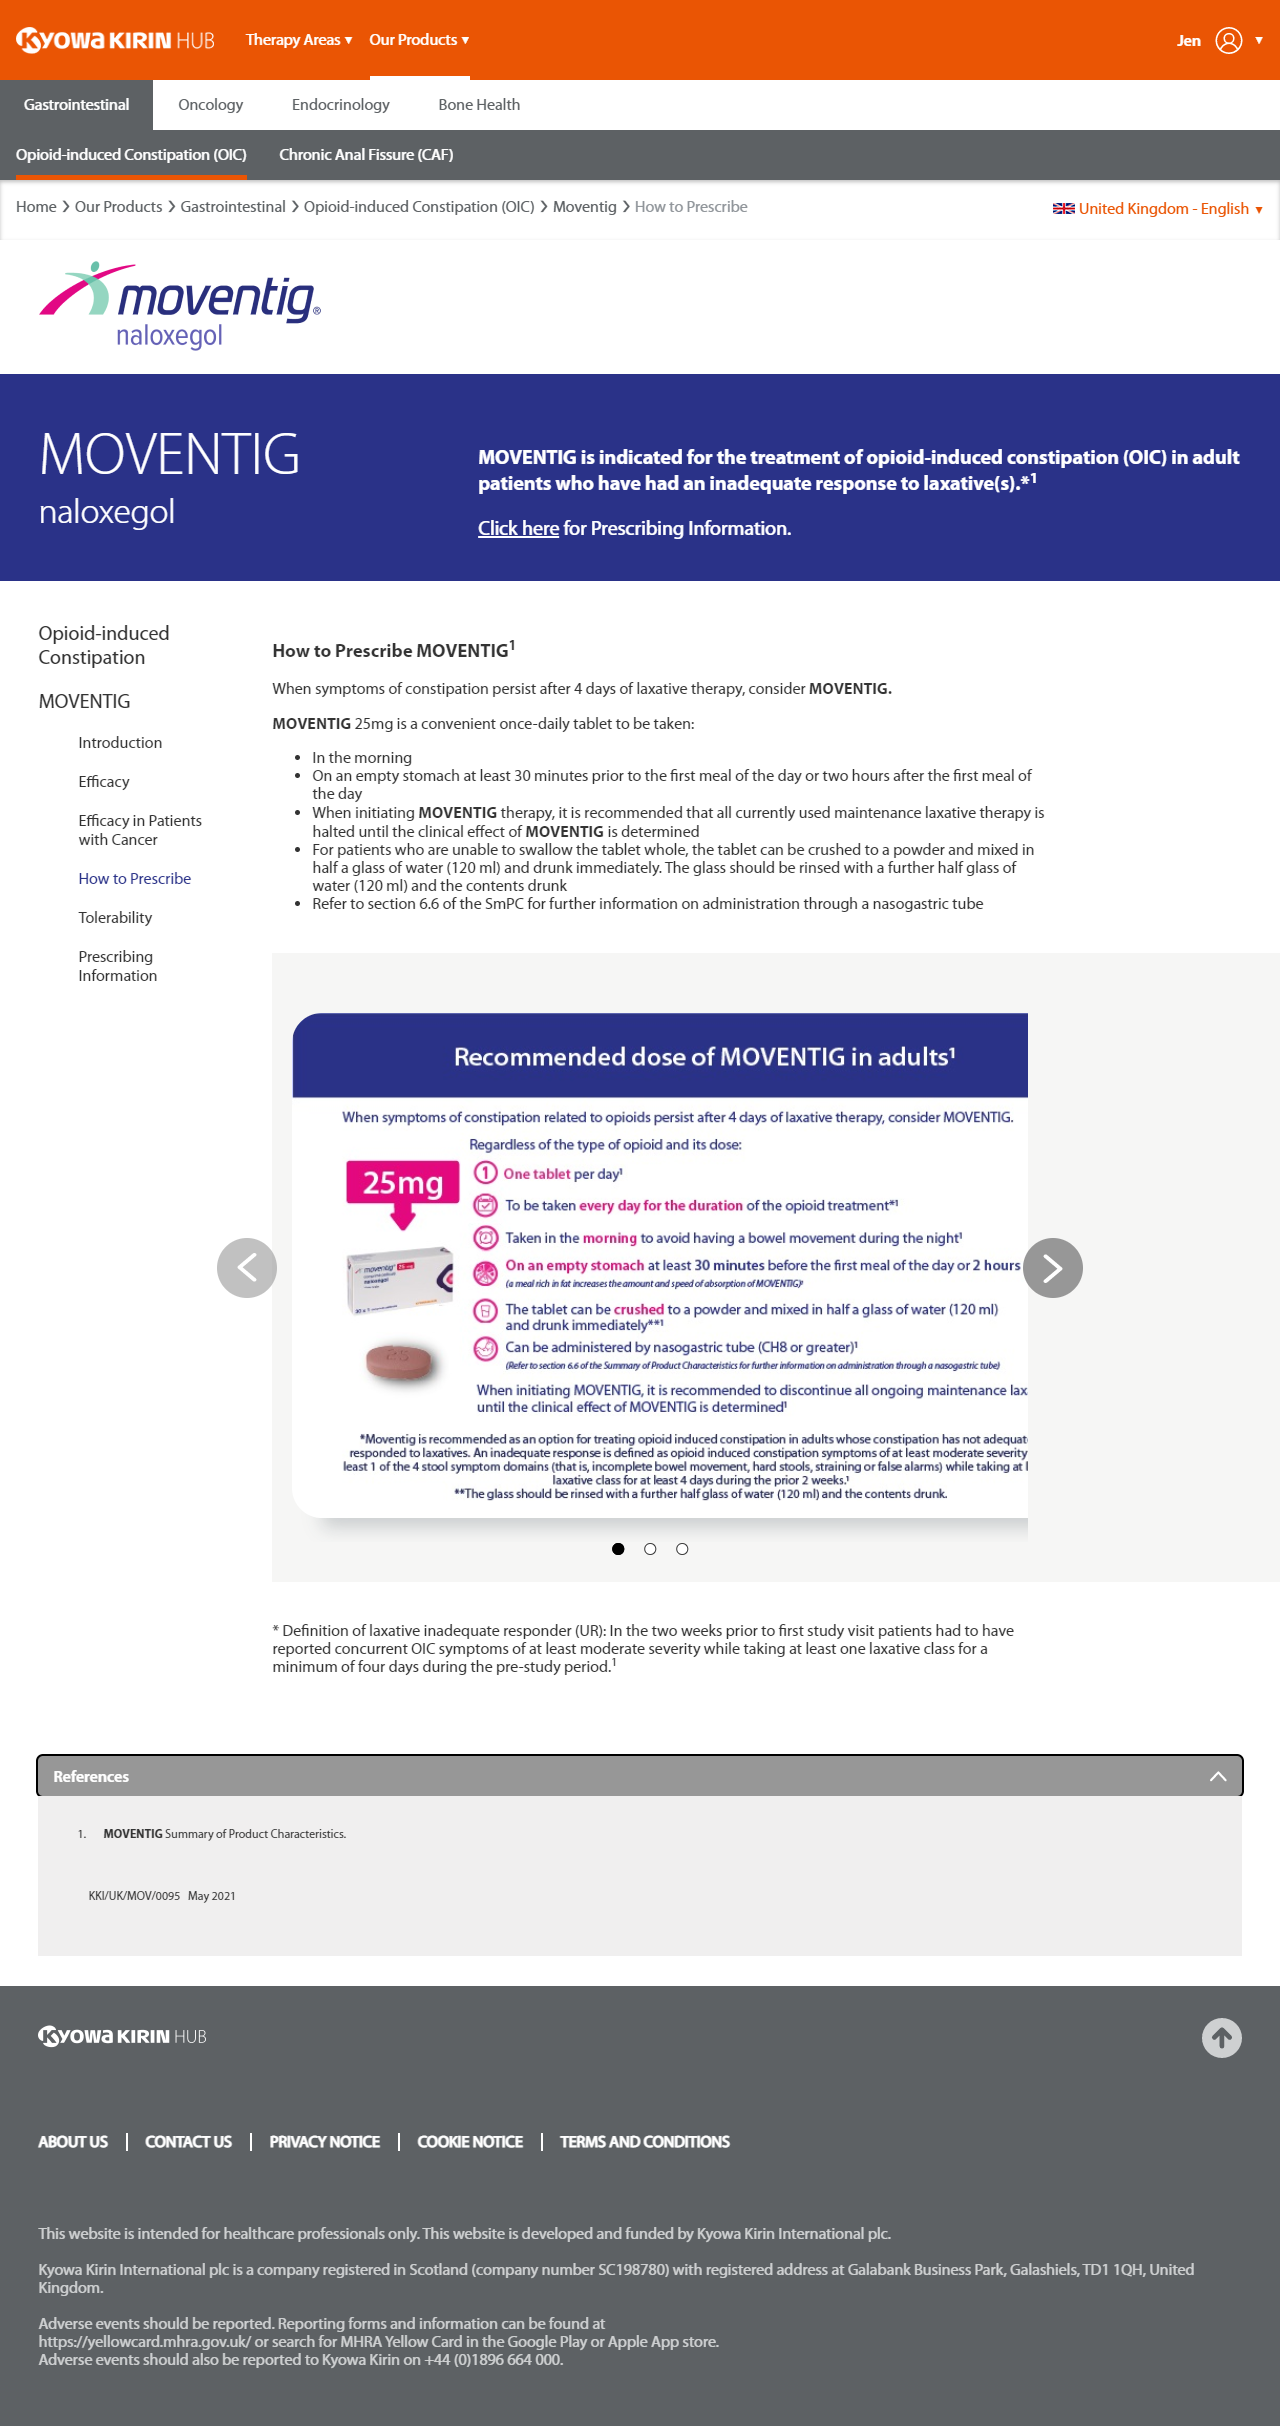 KYOWA KIRIN HUB
Therapy Areas ▼ Our Products ▼
Jen ▼
Gastrointestinal Oncology Endocrinology Bone Health
Opioid-induced Constipation (OIC) Chronic Anal Fissure (CAF)
Home > Our Products > Gastrointestinal > Opioid-induced Constipation (OIC) > Moventig > How to Prescribe
United Kingdom - English ▼
moventig®
naloxegol
MOVENTIG
naloxegol
MOVENTIG is indicated for the treatment of opioid-induced constipation (OIC) in adult
patients who have had an inadequate response to laxative(s).*1
Click here for Prescribing Information.
Opioid-induced
Constipation
MOVENTIG
Introduction
Efficacy
Efficacy in Patients
with Cancer
How to Prescribe
Tolerability
Prescribing
Information
How to Prescribe MOVENTIG1
When symptoms of constipation persist after 4 days of laxative therapy, consider MOVENTIG.
MOVENTIG 25mg is a convenient once-daily tablet to be taken:
• In the morning
• On an empty stomach at least 30 minutes prior to the first meal of the day or two hours after the first meal of
the day
• When initiating MOVENTIG therapy, it is recommended that all currently used maintenance laxative therapy is
halted until the clinical effect of MOVENTIG is determined
• For patients who are unable to swallow the tablet whole, the tablet can be crushed to a powder and mixed in
half a glass of water (120 ml) and drunk immediately. The glass should be rinsed with a further half glass of
water (120 ml) and the contents drunk
• Refer to section 6.6 of the SmPC for further information on administration through a nasogastric tube
Recommended dose of MOVENTIG in adults¹
When symptoms of constipation related to opioids persist after 4 days of laxative therapy, consider MOVENTIG.
Regardless of the type of opioid and its dose:
25mg
1 One tablet per day¹
To be taken every day for the duration of the opioid treatment*¹
Taken in the morning to avoid having a bowel movement during the night¹
On an empty stomach at least 30 minutes before the first meal of the day or 2 hours
(a meal rich in fat increases the amount and speed of absorption of MOVENTIG)²
The tablet can be crushed to a powder and mixed in half a glass of water (120 ml)
and drunk immediately**¹
Can be administered by nasogastric tube (CH8 or greater)¹
(Refer to section 6.6 of the Summary of Product Characteristics for further information on administration through a nasogastric tube)
When initiating MOVENTIG, it is recommended to discontinue all ongoing maintenance lax
until the clinical effect of MOVENTIG is determined¹
moventig® 25 mg
naloxegol
*Moventig is recommended as an option for treating opioid induced constipation in adults whose constipation has not adequat
responded to laxatives. An inadequate response is defined as opioid induced constipation symptoms of at least moderate severity
least 1 of the 4 stool symptom domains (that is, incomplete bowel movement, hard stools, straining or false alarms) while taking at l
laxative class for at least 4 days during the prior 2 weeks.¹
**The glass should be rinsed with a further half glass of water (120 ml) and the contents drunk.
* Definition of laxative inadequate responder (UR): In the two weeks prior to first study visit patients had to have
reported concurrent OIC symptoms of at least moderate severity while taking at least one laxative class for a
minimum of four days during the pre-study period.1
References
1. MOVENTIG Summary of Product Characteristics.
KKI/UK/MOV/0095 May 2021
KYOWA KIRIN HUB
ABOUT US | CONTACT US | PRIVACY NOTICE | COOKIE NOTICE | TERMS AND CONDITIONS
This website is intended for healthcare professionals only. This website is developed and funded by Kyowa Kirin International plc.
Kyowa Kirin International plc is a company registered in Scotland (company number SC198780) with registered address at Galabank Business Park, Galashiels, TD1 1QH, United
Kingdom.
Adverse events should be reported. Reporting forms and information can be found at
https://yellowcard.mhra.gov.uk/ or search for MHRA Yellow Card in the Google Play or Apple App store.
Adverse events should also be reported to Kyowa Kirin on +44 (0)1896 664 000.